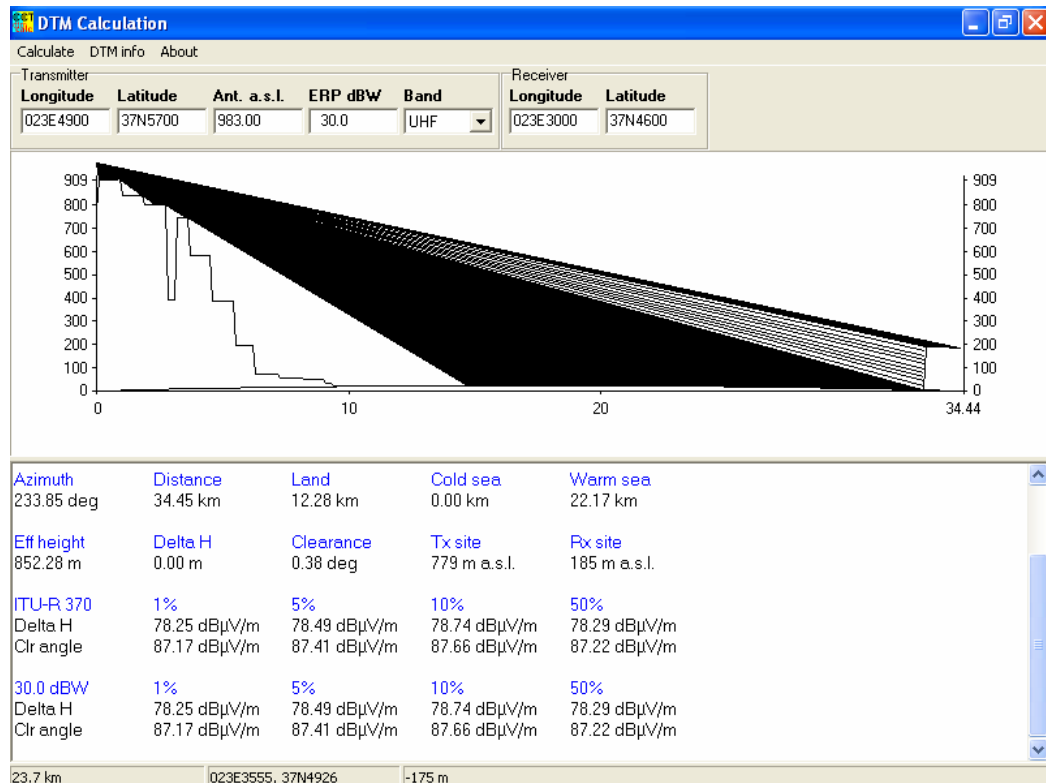 DTM Calculation
Calculate DTM info About
Transmitter Receiver
Longitude Latitude Ant. a.s.l. ERP dBW Band Longitude Latitude
023E4900 37N5700 983.00 30.0 UHF 023E3000 37N4600
909 909
800 800
700 700
600 600
500 500
400 400
300 300
200 200
100 100
0 0
0 10 20 34.44
Azimuth Distance Land Cold sea Warm sea
233.85 deg 34.45 km 12.28 km 0.00 km 22.17 km
Eff height Delta H Clearance Tx site Rx site
852.28 m 0.00 m 0.38 deg 779 m a.s.l. 185 m a.s.l.
ITU-R 370 1% 5% 10% 50%
Delta H 78.25 dBµV/m 78.49 dBµV/m 78.74 dBµV/m 78.29 dBµV/m
Clr angle 87.17 dBµV/m 87.41 dBµV/m 87.66 dBµV/m 87.22 dBµV/m
30.0 dBW 1% 5% 10% 50%
Delta H 78.25 dBµV/m 78.49 dBµV/m 78.74 dBµV/m 78.29 dBµV/m
Clr angle 87.17 dBµV/m 87.41 dBµV/m 87.66 dBµV/m 87.22 dBµV/m
23.7 km 023E3555, 37N4926 -175 m